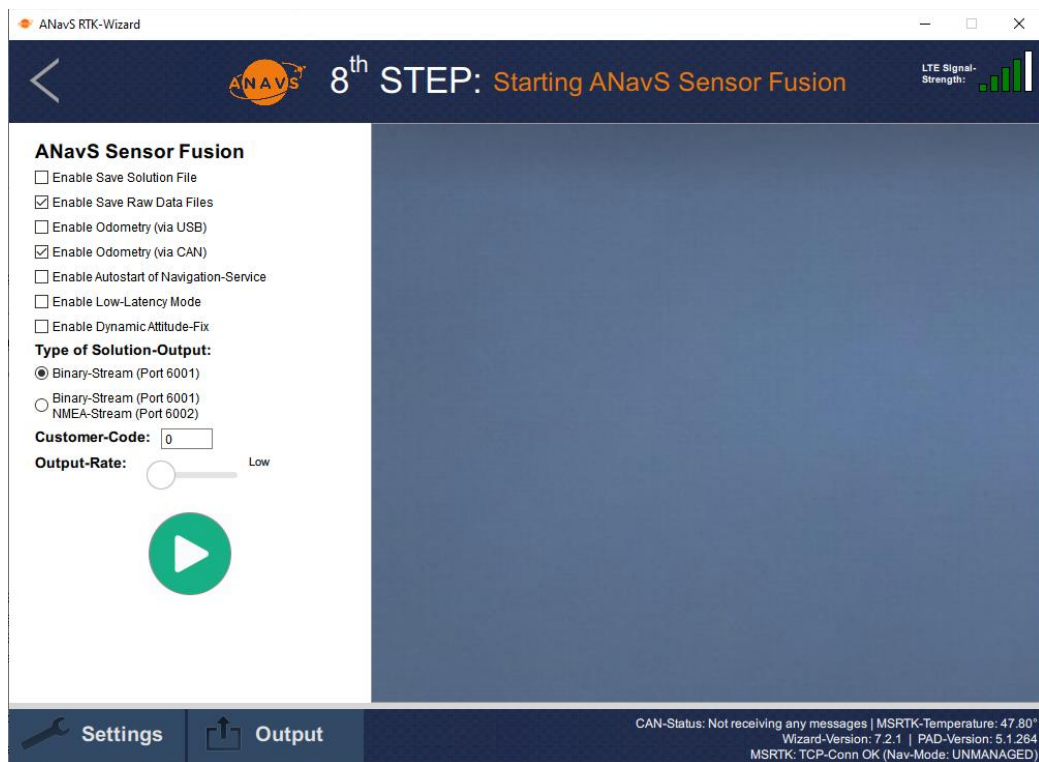 ANavS RTK-Wizard
ANAVS
8th STEP: Starting ANavS Sensor Fusion
LTE Signal-
Strength:
ANavS Sensor Fusion
Enable Save Solution File
Enable Save Raw Data Files
Enable Odometry (via USB)
Enable Odometry (via CAN)
Enable Autostart of Navigation-Service
Enable Low-Latency Mode
Enable Dynamic Attitude-Fix
Type of Solution-Output:
Binary-Stream (Port 6001)
Binary-Stream (Port 6001)
NMEA-Stream (Port 6002)
Customer-Code: 0
Output-Rate: Low
Settings
Output
CAN-Status: Not receiving any messages | MSRTK-Temperature: 47.80°
Wizard-Version: 7.2.1 | PAD-Version: 5.1.264
MSRTK: TCP-Conn OK (Nav-Mode: UNMANAGED)